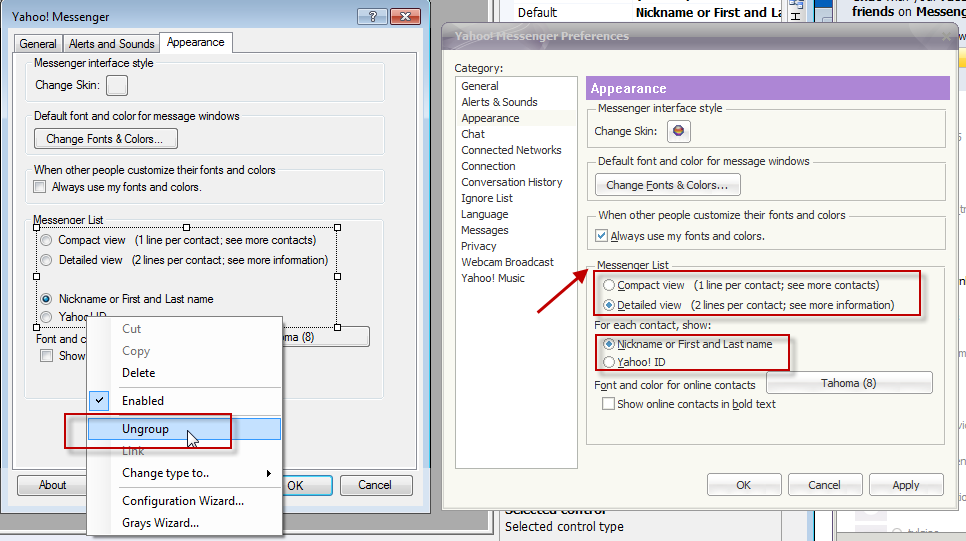 Yahoo! Messenger
General Alerts and Sounds Appearance
Messenger interface style
Change Skin:
Default font and color for message windows
Change Fonts & Colors...
When other people customize their fonts and colors
Always use my fonts and colors.
Messenger List
Compact view (1 line per contact; see more contacts)
Detailed view (2 lines per contact; see more information)
Nickname or First and Last name
Yahoo! ID
Font and c
ma (8)
Show
About
OK
Cancel
Cut
Copy
Delete
Enabled
Ungroup
Link
Change type to..
Configuration Wizard...
Grays Wizard...
Default
Nickname or First and La
friends on Messeng
Yahoo! Messenger Preferences
Category:
General
Alerts & Sounds
Appearance
Chat
Connected Networks
Connection
Conversation History
Ignore List
Language
Messages
Privacy
Webcam Broadcast
Yahoo! Music
Appearance
Messenger interface style
Change Skin:
Default font and color for message windows
Change Fonts & Colors...
When other people customize their fonts and colors
Always use my fonts and colors.
Messenger List
Compact view (1 line per contact; see more contacts)
Detailed view (2 lines per contact; see more information)
For each contact, show:
Nickname or First and Last name
Yahoo! ID
Font and color for online contacts
Tahoma (8)
Show online contacts in bold text
OK
Cancel
Apply
Selected control
Selected control type